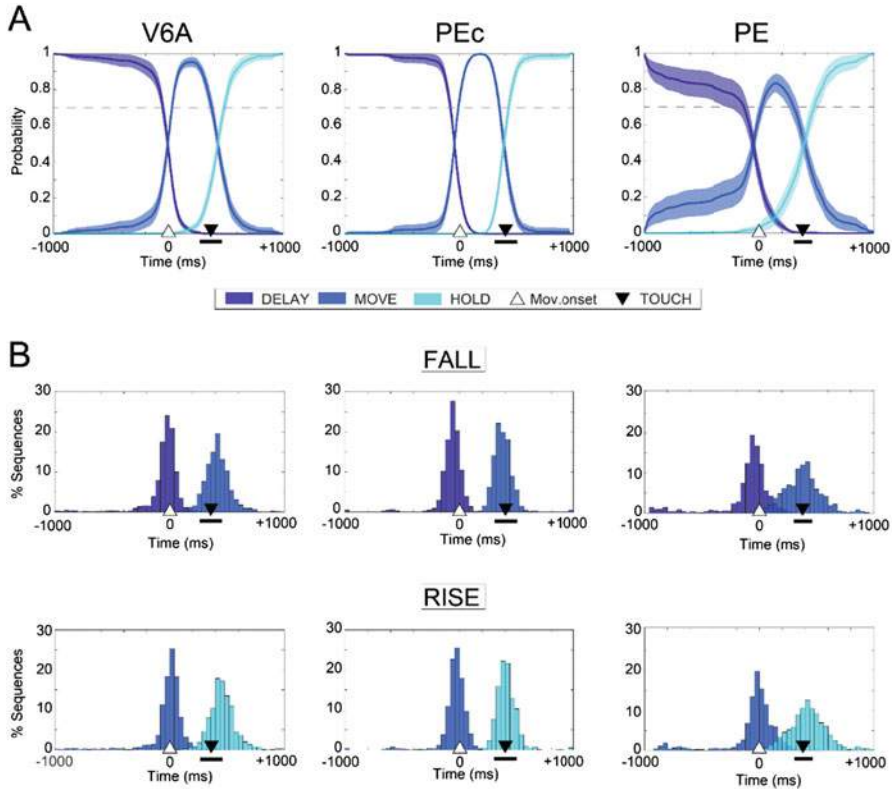 A
V6A PEc PE
Probability
1 1 1
0.8 0.8 0.8
0.6 0.6 0.6
0.4 0.4 0.4
0.2 0.2 0.2
0 0 0
-1000 0 +1000 -1000 0 +1000 -1000 0 +1000
Time (ms) Time (ms) Time (ms)
DELAY MOVE HOLD Mov.onset TOUCH
B
FALL
% Sequences
30 30 30
20 20 20
10 10 10
0 0 0
-1000 0 +1000 -1000 0 +1000 -1000 0 +1000
Time (ms) Time (ms) Time (ms)
RISE
% Sequences
30 30 30
20 20 20
10 10 10
0 0 0
-1000 0 +1000 -1000 0 +1000 -1000 0 +1000
Time (ms) Time (ms) Time (ms)